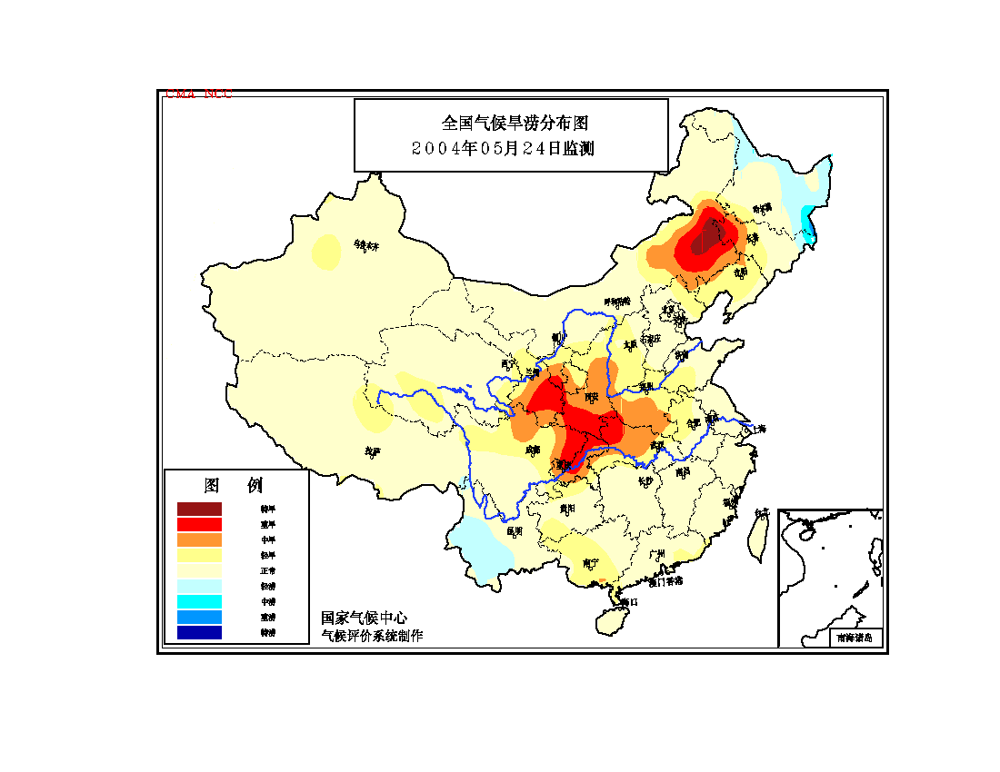 CMA NCC
全国气候旱涝分布图
2004年05月24日监测
哈尔滨
乌鲁木齐
长春
沈阳
呼和浩特
北京
银川
太原
石家庄
济南
西宁
兰州
郑州
西安
合肥
南京
上海
成都
武汉
拉萨
重庆
南昌
长沙
贵阳
福州
昆明
广州
南宁
澳门 香港
海口
图 例
特旱
重旱
中旱
轻旱
正常
轻涝
中涝
重涝
特涝
国家气候中心
气候评价系统制作
南海诸岛